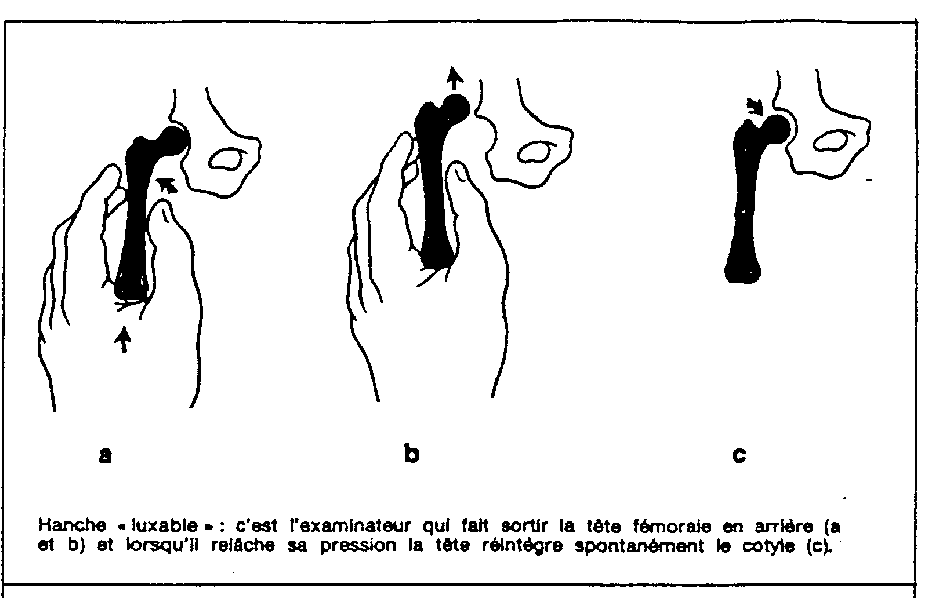 a
b
c
Hanche « luxable » : c'est l'examinateur qui fait sortir la tête fémorale en arrière (a
et b) et lorsqu'il relâche sa pression la tête réintègre spontanément le cotyle (c).